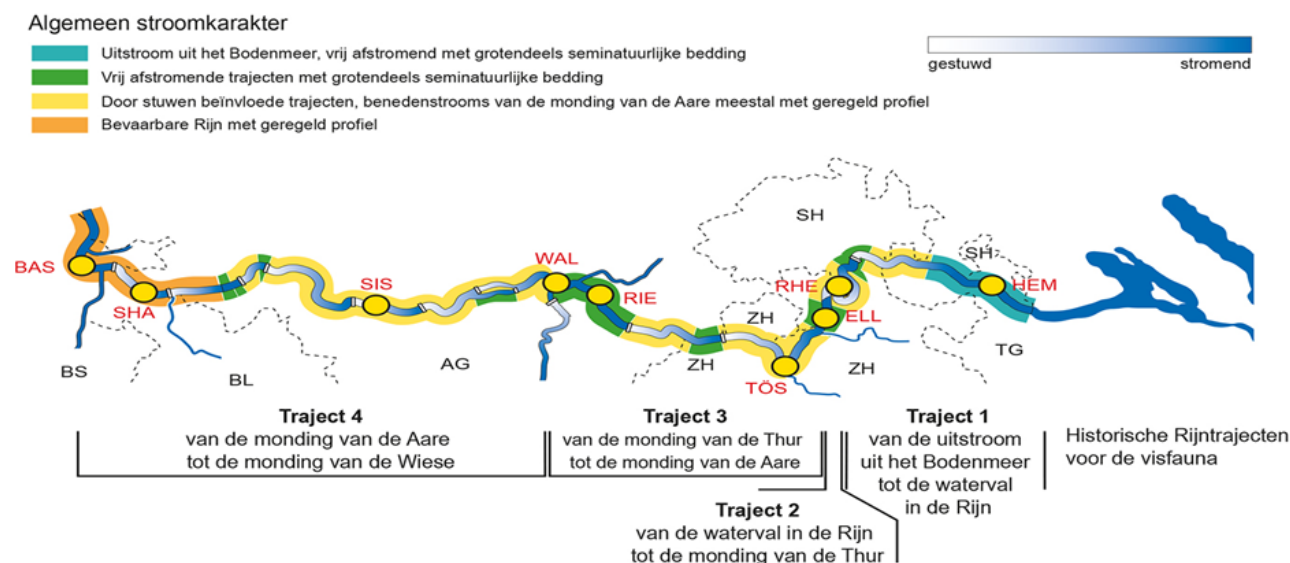 Algemeen stroomkarakter
Uitstroom uit het Bodenmeer, vrij afstromend met grotendeels seminatuurlijke bedding
Vrij afstromende trajecten met grotendeels seminatuurlijke bedding
Door stuwen beïnvloede trajecten, benedenstrooms van de monding van de Aare meestal met geregeld profiel
Bevaarbare Rijn met geregeld profiel
gestuwd stromend
SH
SH
BAS
WAL
SIS
RIE
RHE
HEM
SHA
ELL
ZH
TG
BS
BL
AG
ZH
ZH
TÖS
Traject 4
van de monding van de Aare
tot de monding van de Wiese
Traject 3
van de monding van de Thur
tot de monding van de Aare
Traject 1
van de uitstroom
uit het Bodenmeer
tot de waterval
in de Rijn
Historische Rijntrajecten
voor de visfauna
Traject 2
van de waterval in de Rijn
tot de monding van de Thur